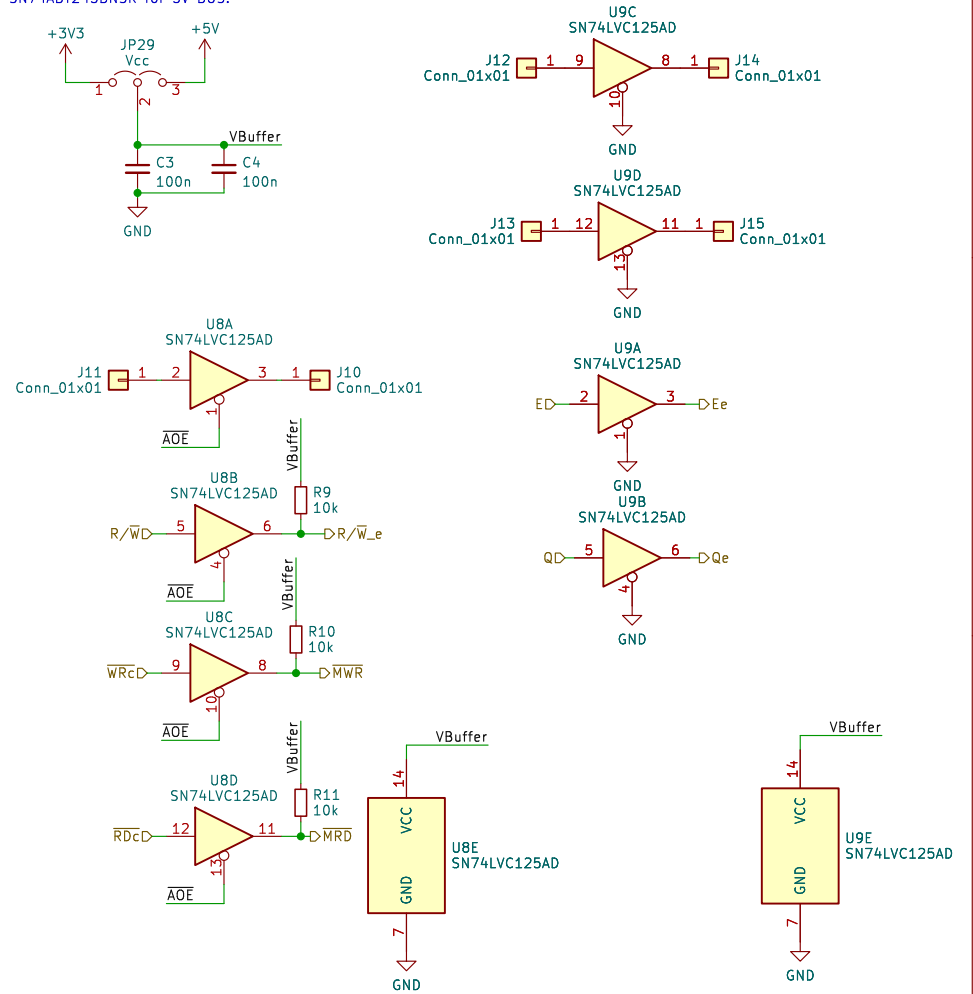 SN74ABT245BNSR for 5V BUS.
+3V3
+5V
JP29
Vcc
1
2
3
VBuffer
C3
100n
C4
100n
GND
U9C
SN74LVC125AD
J12
Conn_01x01
1
9
8
1
10
J14
Conn_01x01
GND
U9D
SN74LVC125AD
J13
Conn_01x01
1
12
11
1
13
J15
Conn_01x01
GND
U8A
SN74LVC125AD
J11
Conn_01x01
1
2
3
1
1
J10
Conn_01x01
AOE
U9A
SN74LVC125AD
E
2
3
Ee
1
GND
VBuffer
U8B
SN74LVC125AD
R9
10k
R/W
5
6
R/W_e
4
AOE
U9B
SN74LVC125AD
Q
5
6
Qe
4
GND
VBuffer
U8C
SN74LVC125AD
R10
10k
WRc
9
8
MWR
10
AOE
VBuffer
U8D
SN74LVC125AD
R11
10k
RDc
12
11
MRD
13
AOE
VBuffer
14
VCC
U8E
SN74LVC125AD
GND
7
GND
VBuffer
14
VCC
U9E
SN74LVC125AD
GND
7
GND